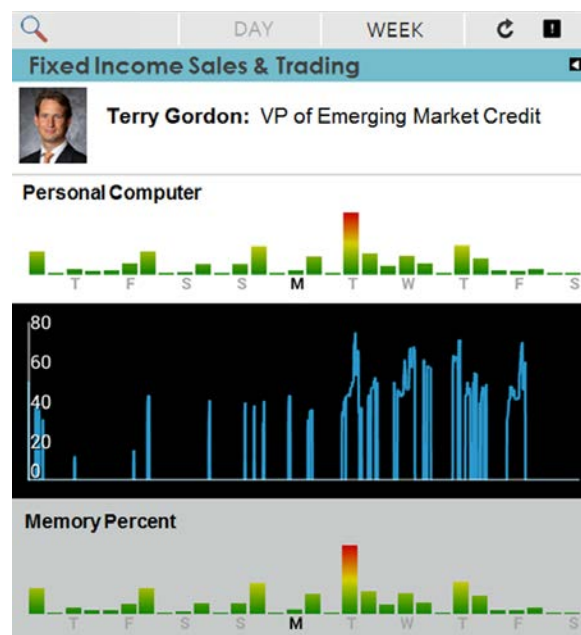 DAY WEEK
Fixed Income Sales & Trading
Terry Gordon: VP of Emerging Market Credit
Personal Computer
T F S S M T W T F S
80
60
40
20
0
Memory Percent
T F S S M T W T F S